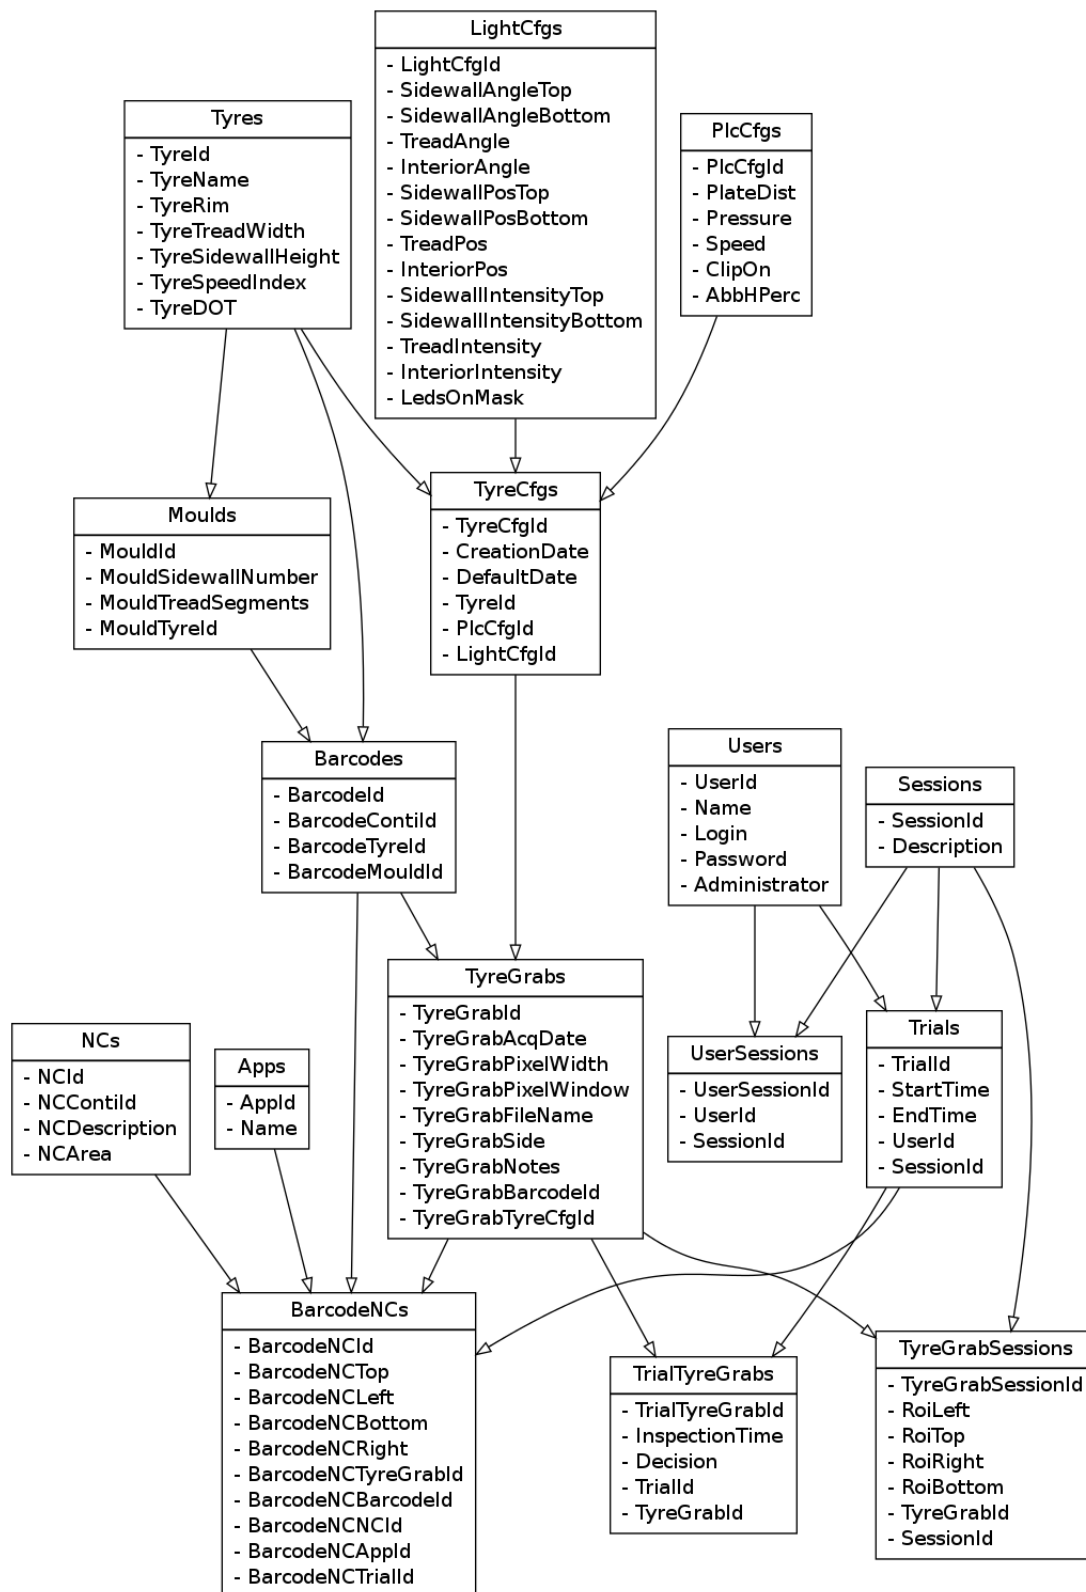 LightCfgs
- LightCfgId
- SidewallAngleTop
- SidewallAngleBottom
- TreadAngle
- InteriorAngle
- SidewallPosTop
- SidewallPosBottom
- TreadPos
- InteriorPos
- SidewallIntensityTop
- SidewallIntensityBottom
- TreadIntensity
- InteriorIntensity
- LedsOnMask
Tyres
- TyreId
- TyreName
- TyreRim
- TyreTreadWidth
- TyreSidewallHeight
- TyreSpeedIndex
- TyreDOT
PlcCfgs
- PlcCfgId
- PlateDist
- Pressure
- Speed
- ClipOn
- AbbHPerc
TyreCfgs
- TyreCfgId
- CreationDate
- DefaultDate
- TyreId
- PlcCfgId
- LightCfgId
Moulds
- MouldId
- MouldSidewallNumber
- MouldTreadSegments
- MouldTyreId
Barcodes
- BarcodeId
- BarcodeContiId
- BarcodeTyreId
- BarcodeMouldId
Users
- UserId
- Name
- Login
- Password
- Administrator
Sessions
- SessionId
- Description
TyreGrabs
- TyreGrabId
- TyreGrabAcqDate
- TyreGrabPixelWidth
- TyreGrabPixelWindow
- TyreGrabFileName
- TyreGrabSide
- TyreGrabNotes
- TyreGrabBarcodeId
- TyreGrabTyreCfgId
NCs
- NCId
- NCContiId
- NCDescription
- NCArea
Apps
- AppId
- Name
UserSessions
- UserSessionId
- UserId
- SessionId
Trials
- TrialId
- StartTime
- EndTime
- UserId
- SessionId
BarcodeNCs
- BarcodeNCId
- BarcodeNCTop
- BarcodeNCLeft
- BarcodeNCBottom
- BarcodeNCRight
- BarcodeNCTyreGrabId
- BarcodeNCBarcodeId
- BarcodeNCNCId
- BarcodeNCAppId
- BarcodeNCTrialId
TrialTyreGrabs
- TrialTyreGrabId
- InspectionTime
- Decision
- TrialId
- TyreGrabId
TyreGrabSessions
- TyreGrabSessionId
- RoiLeft
- RoiTop
- RoiRight
- RoiBottom
- TyreGrabId
- SessionId